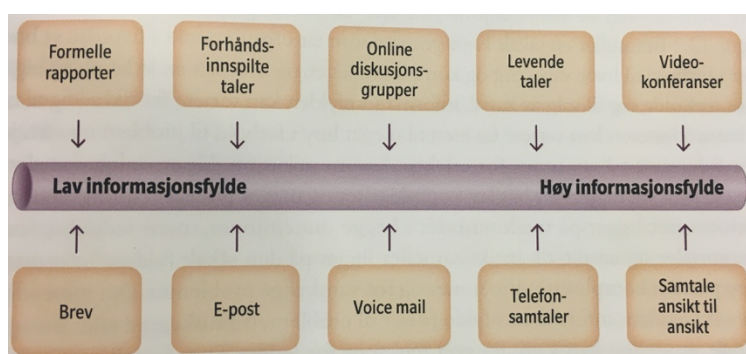 Formelle
rapporter
Forhånds-
innspilte
taler
Online
diskusjons-
grupper
Levende
taler
Video-
konferanser
Lav informasjonsfylde
Høy informasjonsfylde
Brev
E-post
Voice mail
Telefon-
samtaler
Samtale
ansikt til
ansikt